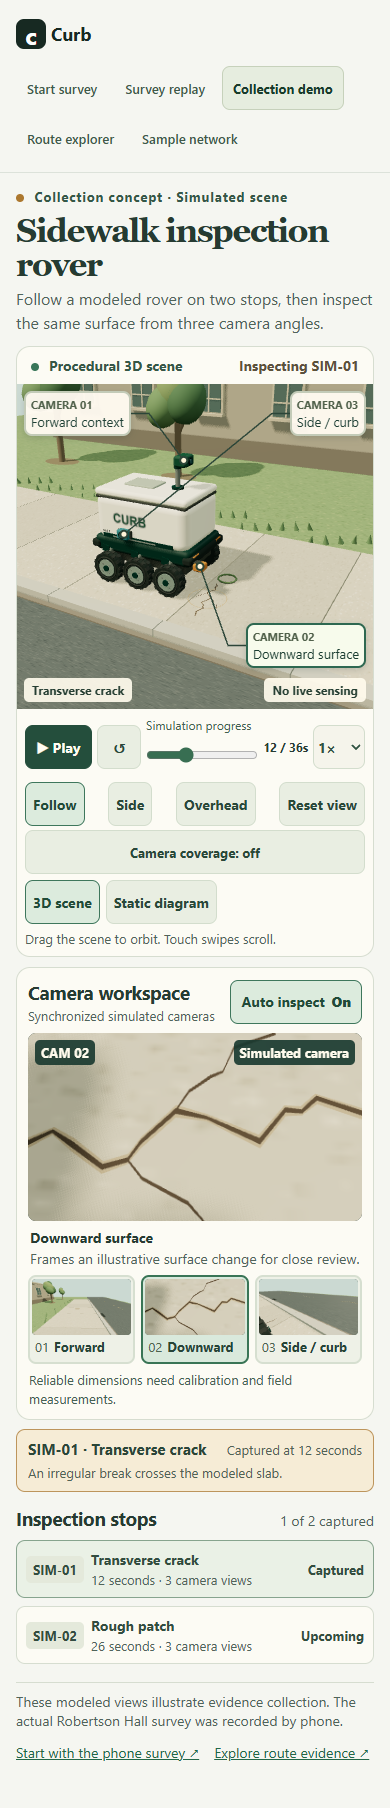 C Curb
Start survey Survey replay Collection demo
Route explorer Sample network
Collection concept · Simulated scene
Sidewalk inspection
rover
Follow a modeled rover on two stops, then inspect
the same surface from three camera angles.
Procedural 3D scene Inspecting SIM-01
CAMERA 01
Forward context
CAMERA 03
Side / curb
CURB
CAMERA 02
Downward surface
Transverse crack No live sensing
Simulation progress
▶ Play ↺ 12 / 36s 1×
Follow Side Overhead Reset view
Camera coverage: off
3D scene Static diagram
Drag the scene to orbit. Touch swipes scroll.
Camera workspace
Synchronized simulated cameras
Auto inspect On
CAM 02 Simulated camera
Downward surface
Frames an illustrative surface change for close review.
01 Forward 02 Downward 03 Side / curb
Reliable dimensions need calibration and field
measurements.
SIM-01 · Transverse crack Captured at 12 seconds
An irregular break crosses the modeled slab.
Inspection stops 1 of 2 captured
SIM-01 Transverse crack Captured
12 seconds · 3 camera views
SIM-02 Rough patch Upcoming
26 seconds · 3 camera views
These modeled views illustrate evidence collection. The
actual Robertson Hall survey was recorded by phone.
Start with the phone survey ↗ Explore route evidence ↗